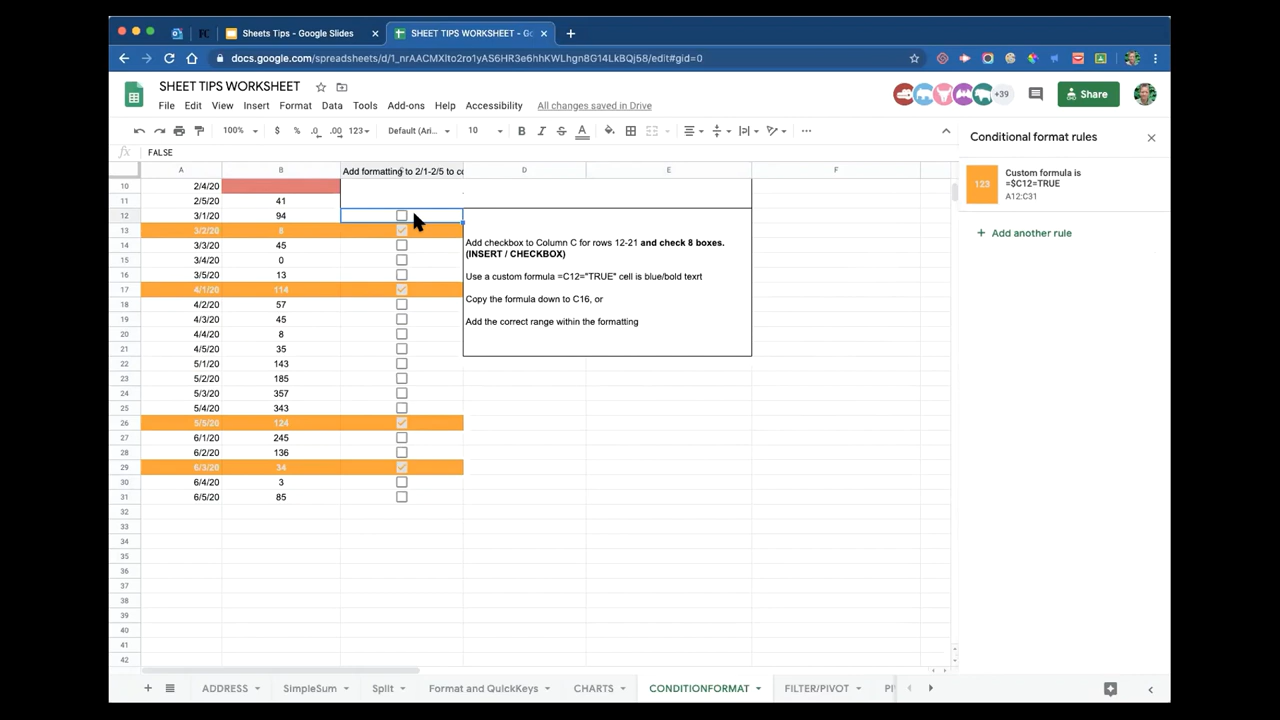 Sheets Tips - Google Slides
SHEET TIPS WORKSHEET - Go
docs.google.com/spreadsheets/d/1_nrAACMXIto2ro1yAS6HR3e6hhKWLhgn8G14LkBQj58/edit#gid=0
SHEET TIPS WORKSHEET
File Edit View Insert Format Data Tools Add-ons Help Accessibility All changes saved in Drive
+39
Share
100% $ % .0 .00 123 Default (Ari... 10
fx FALSE
A B C D E F
Add formatting to 2/1-2/5 to co
10 2/4/20
11 2/5/20 41
12 3/1/20 94
13 3/2/20 8
14 3/3/20 45
15 3/4/20 0
16 3/5/20 13
17 4/1/20 114
18 4/2/20 57
19 4/3/20 45
20 4/4/20 8
21 4/5/20 35
22 5/1/20 143
23 5/2/20 185
24 5/3/20 357
25 5/4/20 343
26 5/5/20 124
27 6/1/20 245
28 6/2/20 136
29 6/3/20 34
30 6/4/20 3
31 6/5/20 85
32
33
34
35
36
37
38
39
40
41
42
Add checkbox to Column C for rows 12-21 and check 8 boxes.
(INSERT / CHECKBOX)
Use a custom formula =C12="TRUE" cell is blue/bold texrt
Copy the formula down to C16, or
Add the correct range within the formatting
Conditional format rules
123
Custom formula is
=$C12=TRUE
A12:C31
+ Add another rule
ADDRESS SimpleSum Split Format and QuickKeys CHARTS CONDITIONFORMAT FILTER/PIVOT